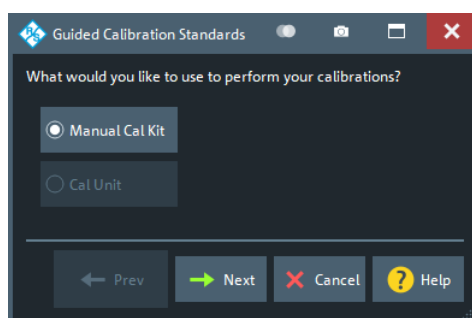 Guided Calibration Standards
What would you like to use to perform your calibrations?
Manual Cal Kit
Cal Unit
Prev
Next
Cancel
? Help